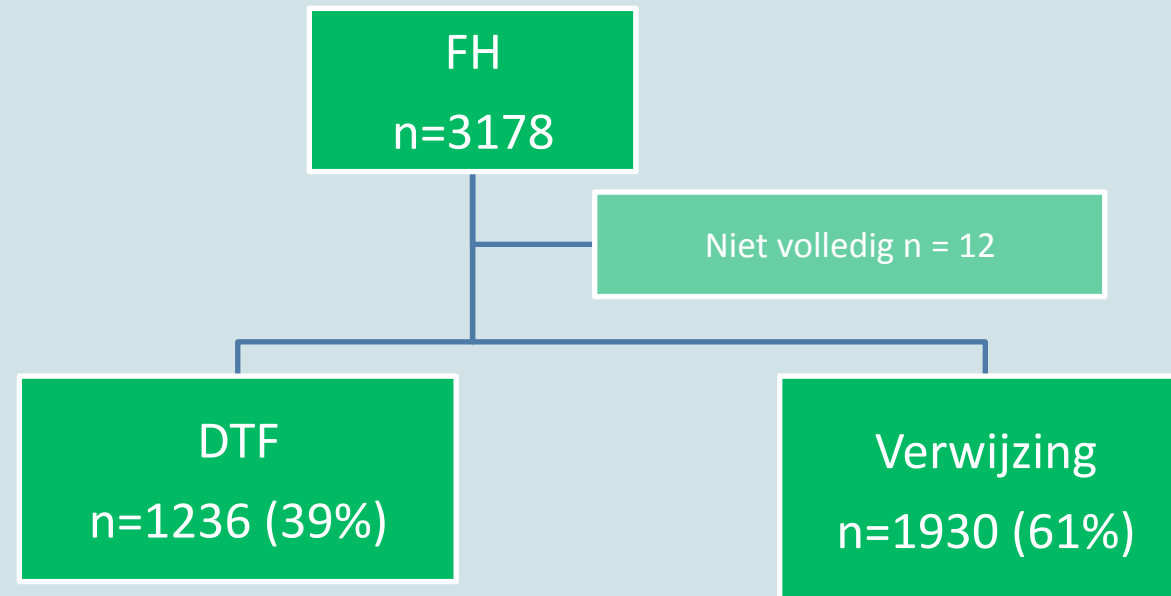 FH
n=3178
Niet volledig n = 12
DTF
n=1236 (39%)
Verwijzing
n=1930 (61%)